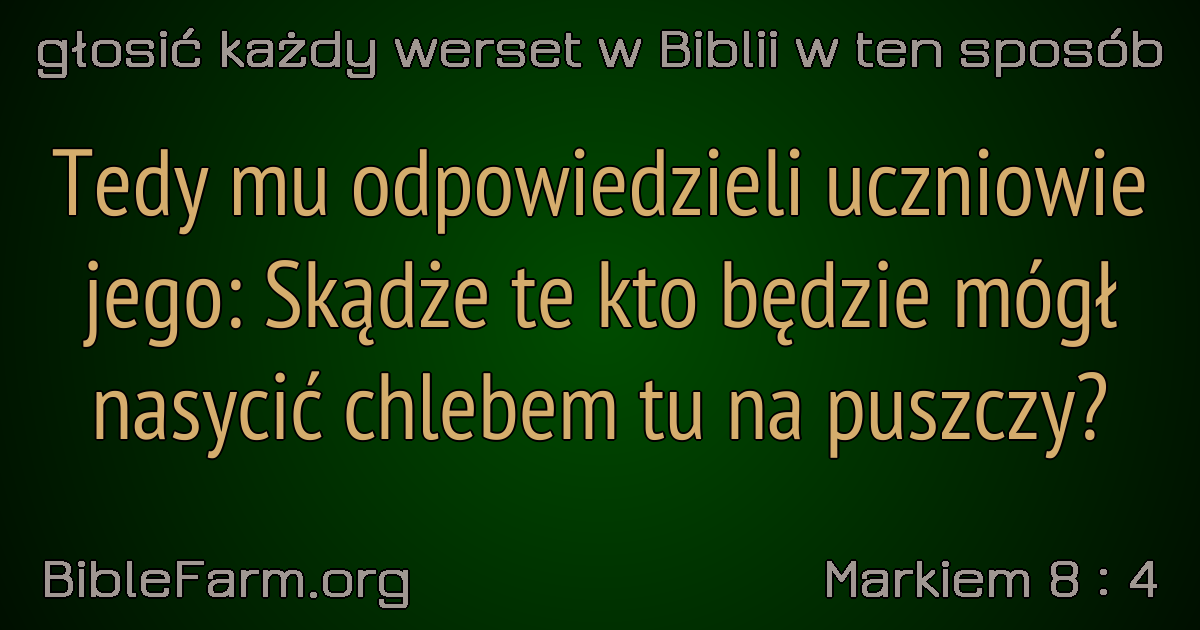 głosić każdy werset w Biblii w ten sposób
Tedy mu odpowiedzieli uczniowie
jego: Skądże te kto będzie mógł
nasycić chlebem tu na puszczy?
BibleFarm.org
Markiem 8 : 4